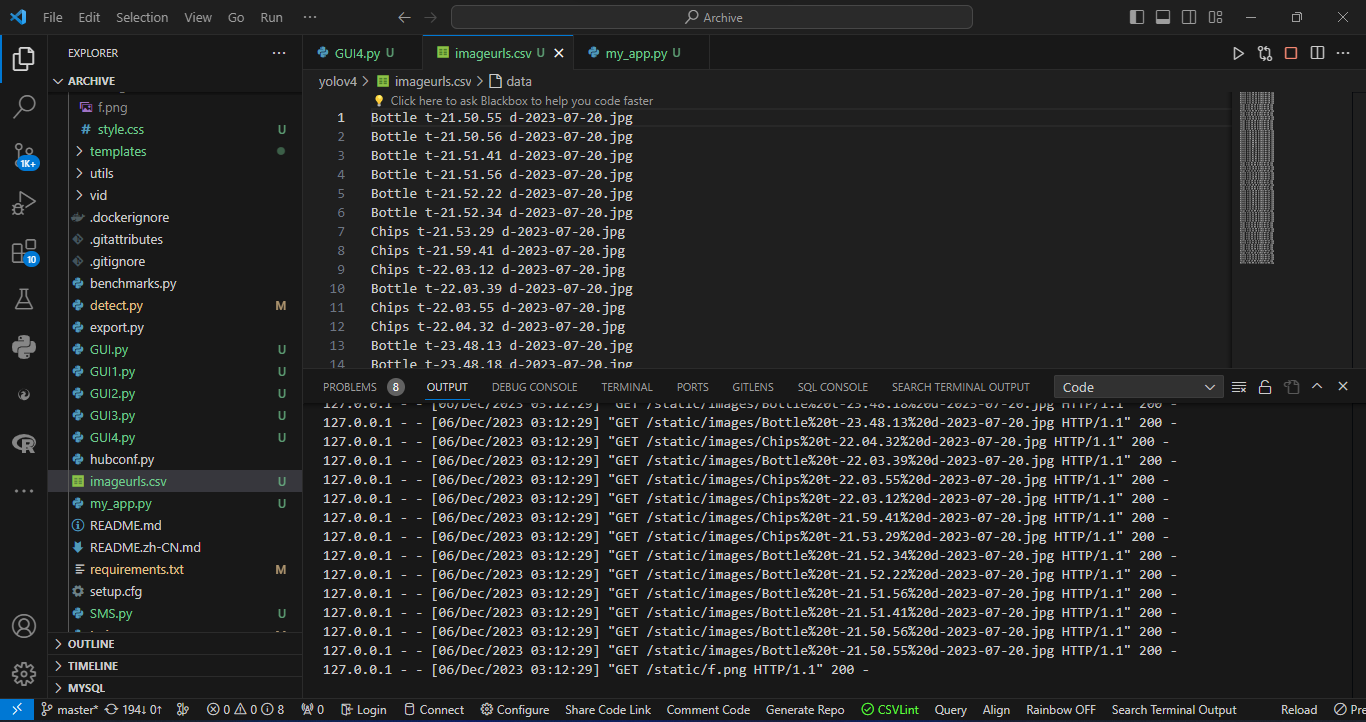 File Edit Selection View Go Run ··· Archive
EXPLORER ···
ARCHIVE
f.png
# style.css U
templates
utils
vid
.dockerignore
.gitattributes
.gitignore
benchmarks.py
detect.py M
export.py
GUI.py U
GUI1.py U
GUI2.py U
GUI3.py U
GUI4.py U
hubconf.py
imageurls.csv U
my_app.py U
README.md
README.zh-CN.md
requirements.txt M
setup.cfg
SMS.py U
OUTLINE
TIMELINE
MYSQL
1K+
10
GUI4.py U imageurls.csv U my_app.py U
yolov4 > imageurls.csv > data
Click here to ask Blackbox to help you code faster
1 Bottle t-21.50.55 d-2023-07-20.jpg
2 Bottle t-21.50.56 d-2023-07-20.jpg
3 Bottle t-21.51.41 d-2023-07-20.jpg
4 Bottle t-21.51.56 d-2023-07-20.jpg
5 Bottle t-21.52.22 d-2023-07-20.jpg
6 Bottle t-21.52.34 d-2023-07-20.jpg
7 Chips t-21.53.29 d-2023-07-20.jpg
8 Chips t-21.59.41 d-2023-07-20.jpg
9 Chips t-22.03.12 d-2023-07-20.jpg
10 Bottle t-22.03.39 d-2023-07-20.jpg
11 Chips t-22.03.55 d-2023-07-20.jpg
12 Chips t-22.04.32 d-2023-07-20.jpg
13 Bottle t-23.48.13 d-2023-07-20.jpg
14 Bottle t-23.48.18 d-2023-07-20.jpg
PROBLEMS 8 OUTPUT DEBUG CONSOLE TERMINAL PORTS GITLENS SQL CONSOLE SEARCH TERMINAL OUTPUT Code
127.0.0.1 - - [06/Dec/2023 03:12:29] "GET /static/images/Bottle%20t-23.48.18%20d-2023-07-20.jpg HTTP/1.1" 200 -
127.0.0.1 - - [06/Dec/2023 03:12:29] "GET /static/images/Bottle%20t-23.48.13%20d-2023-07-20.jpg HTTP/1.1" 200 -
127.0.0.1 - - [06/Dec/2023 03:12:29] "GET /static/images/Chips%20t-22.04.32%20d-2023-07-20.jpg HTTP/1.1" 200 -
127.0.0.1 - - [06/Dec/2023 03:12:29] "GET /static/images/Bottle%20t-22.03.39%20d-2023-07-20.jpg HTTP/1.1" 200 -
127.0.0.1 - - [06/Dec/2023 03:12:29] "GET /static/images/Chips%20t-22.03.55%20d-2023-07-20.jpg HTTP/1.1" 200 -
127.0.0.1 - - [06/Dec/2023 03:12:29] "GET /static/images/Chips%20t-22.03.12%20d-2023-07-20.jpg HTTP/1.1" 200 -
127.0.0.1 - - [06/Dec/2023 03:12:29] "GET /static/images/Chips%20t-21.59.41%20d-2023-07-20.jpg HTTP/1.1" 200 -
127.0.0.1 - - [06/Dec/2023 03:12:29] "GET /static/images/Chips%20t-21.53.29%20d-2023-07-20.jpg HTTP/1.1" 200 -
127.0.0.1 - - [06/Dec/2023 03:12:29] "GET /static/images/Bottle%20t-21.52.34%20d-2023-07-20.jpg HTTP/1.1" 200 -
127.0.0.1 - - [06/Dec/2023 03:12:29] "GET /static/images/Bottle%20t-21.52.22%20d-2023-07-20.jpg HTTP/1.1" 200 -
127.0.0.1 - - [06/Dec/2023 03:12:29] "GET /static/images/Bottle%20t-21.51.56%20d-2023-07-20.jpg HTTP/1.1" 200 -
127.0.0.1 - - [06/Dec/2023 03:12:29] "GET /static/images/Bottle%20t-21.51.41%20d-2023-07-20.jpg HTTP/1.1" 200 -
127.0.0.1 - - [06/Dec/2023 03:12:29] "GET /static/images/Bottle%20t-21.50.56%20d-2023-07-20.jpg HTTP/1.1" 200 -
127.0.0.1 - - [06/Dec/2023 03:12:29] "GET /static/images/Bottle%20t-21.50.55%20d-2023-07-20.jpg HTTP/1.1" 200 -
127.0.0.1 - - [06/Dec/2023 03:12:29] "GET /static/f.png HTTP/1.1" 200 -
master* 194↓ 0↑ 0 0 8 0 Login Connect Configure Share Code Link Comment Code Generate Repo CSVLint Query Align Rainbow OFF Search Terminal Output Reload Pre